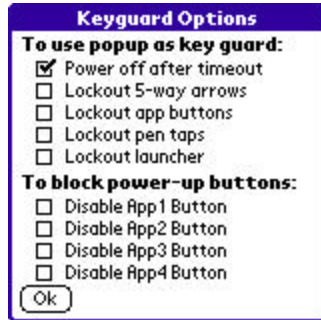 Keyguard Options
To use popup as key guard:
Power off after timeout
Lockout 5-way arrows
Lockout app buttons
Lockout pen taps
Lockout launcher
To block power-up buttons:
Disable App1 Button
Disable App2 Button
Disable App3 Button
Disable App4 Button
Ok